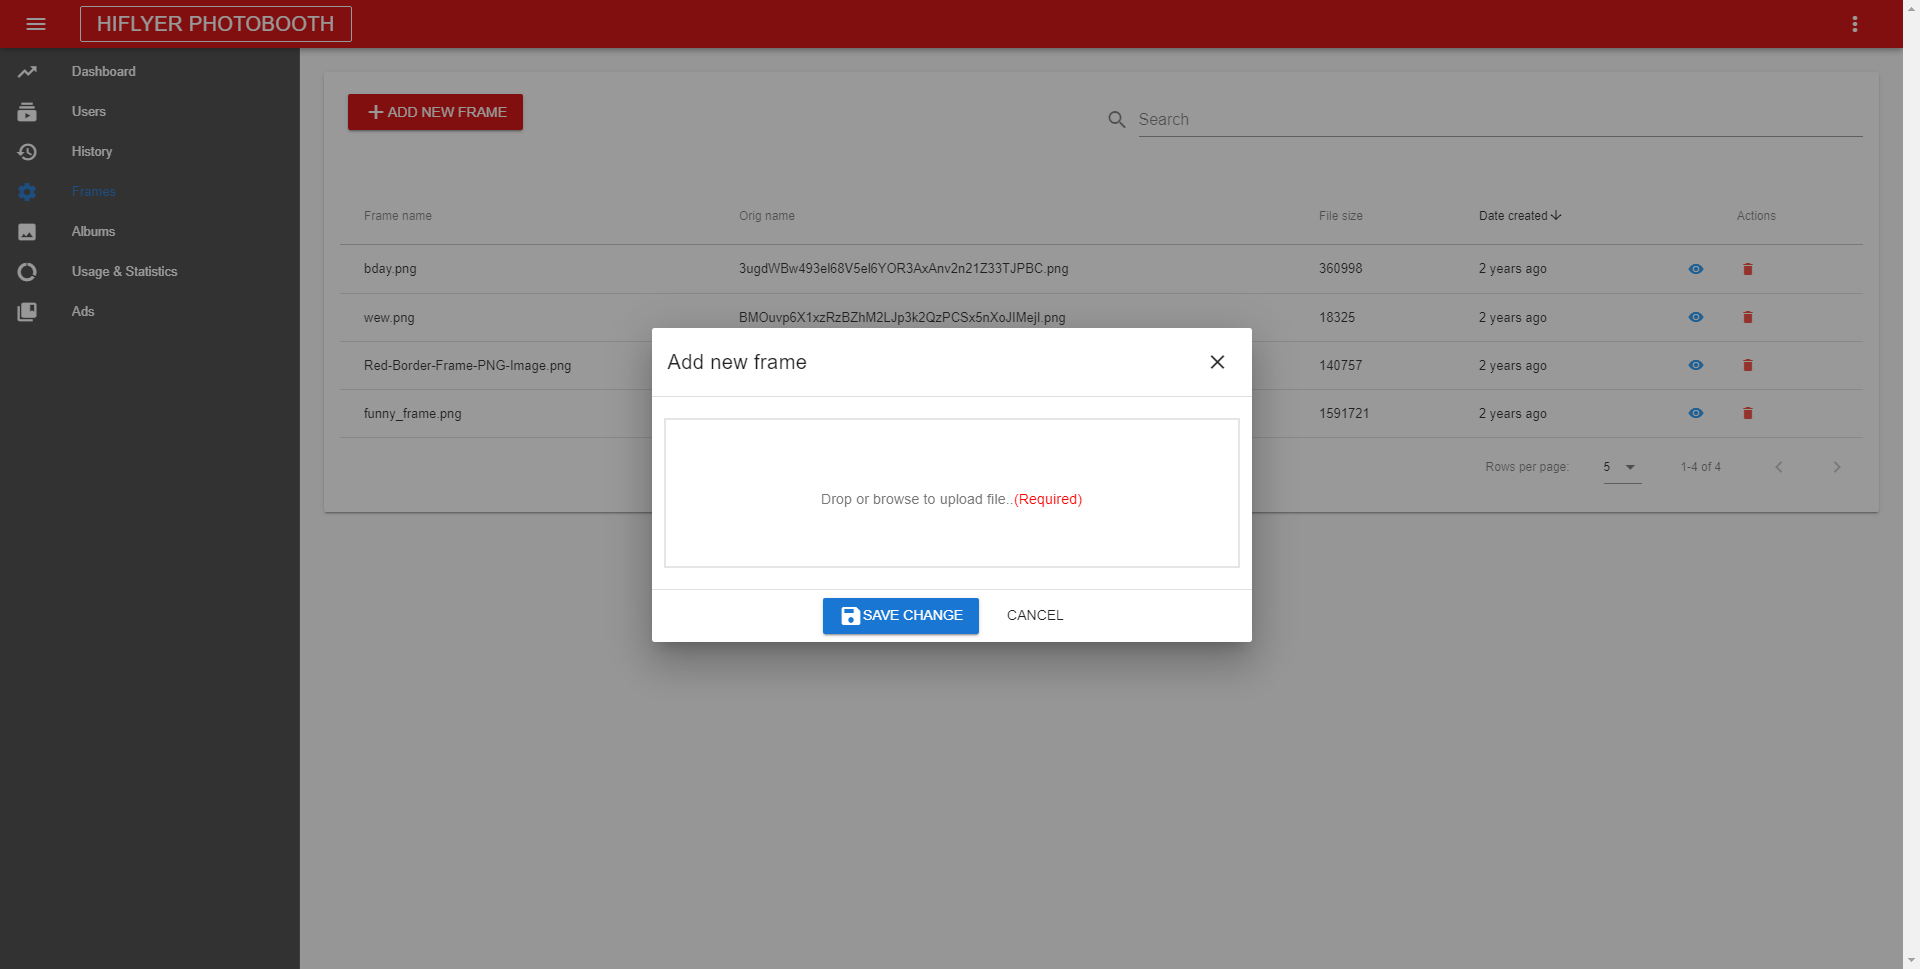 HIFLYER PHOTOBOOTH
Dashboard
Users
History
Frames
Albums
Usage & Statistics
Ads
ADD NEW FRAME
Search
Frame name Orig name File size Date created Actions
bday.png 3ugdWBw493el68V5el6YOR3AxAnv2n21Z33TJPBC.png 360998 2 years ago
wew.png BMOuvp6X1xzRzBZhM2LJp3k2QzPCSx5nXoJIMejI.png 18325 2 years ago
Red-Border-Frame-PNG-Image.png 140757 2 years ago
funny_frame.png 1591721 2 years ago
Rows per page: 5 1-4 of 4
Add new frame
Drop or browse to upload file..(Required)
SAVE CHANGE CANCEL